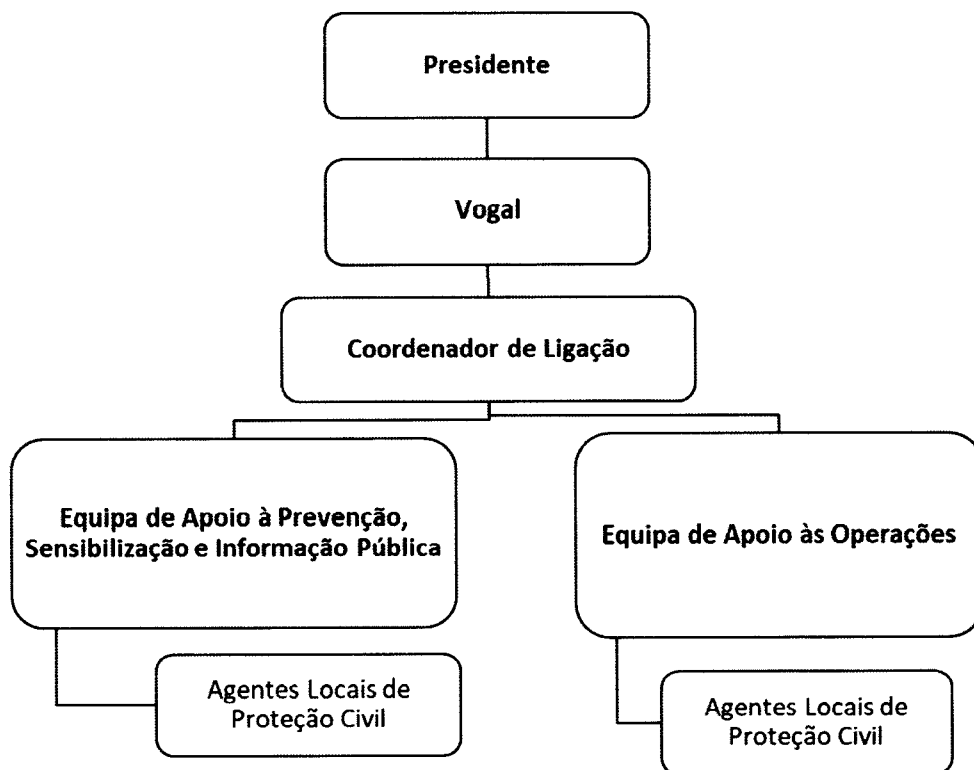 Presidente
Vogal
Coordenador de Ligação
Equipa de Apoio à Prevenção,
Sensibilização e Informação Pública
Equipa de Apoio às Operações
Agentes Locais de
Proteção Civil
Agentes Locais de
Proteção Civil